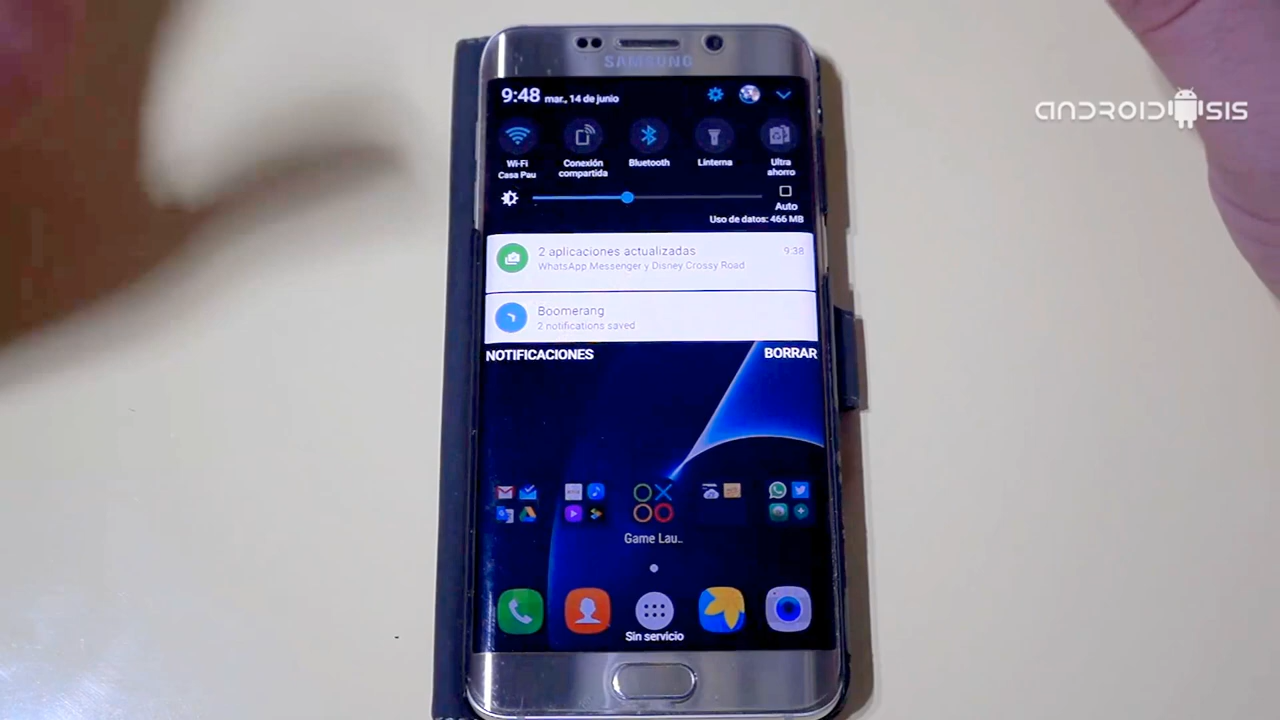 SAMSUNG
ANDROIDSIS
9:48 mar., 14 de junio
Wi-Fi
Casa Pau
Conexión
compartida
Bluetooth
Linterna
Ultra
ahorro
Auto
Uso de datos: 466 MB
2 aplicaciones actualizadas 9:38
WhatsApp Messenger y Disney Crossy Road
Boomerang
2 notifications saved
NOTIFICACIONES BORRAR
Game Lau..
Sin servicio